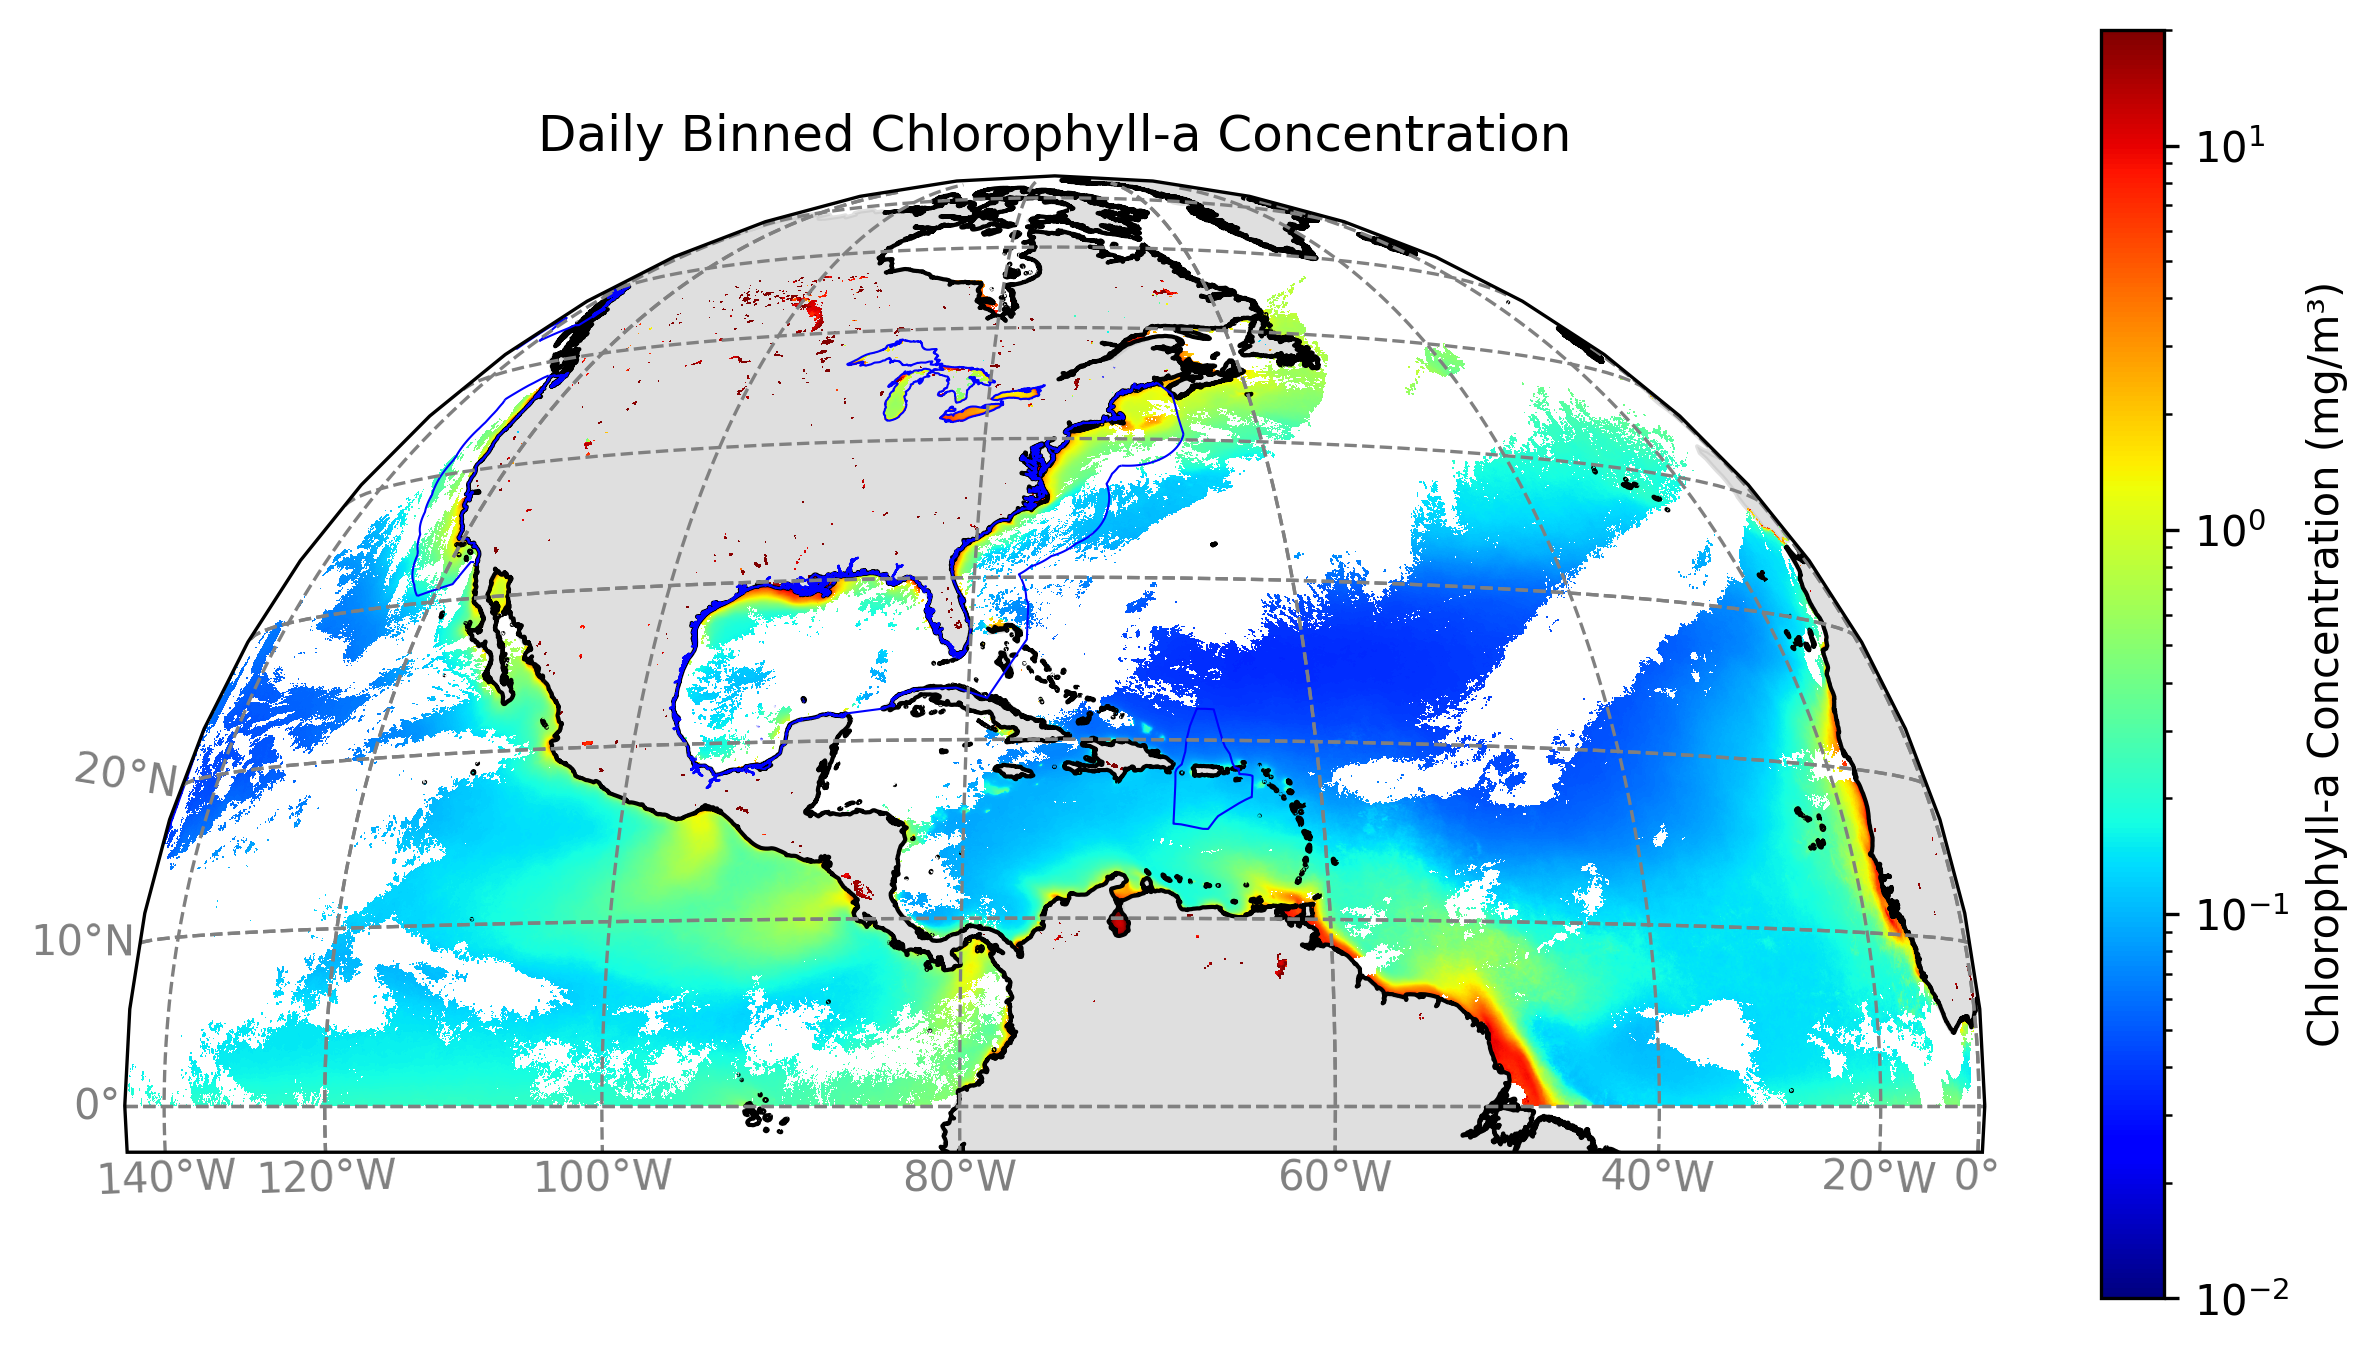 Daily Binned Chlorophyll-a Concentration
20°N
10°N
0°
140°W 120°W 100°W 80°W 60°W 40°W 20°W 0°
10¹
10⁰
10⁻¹
10⁻²
Chlorophyll-a Concentration (mg/m³)